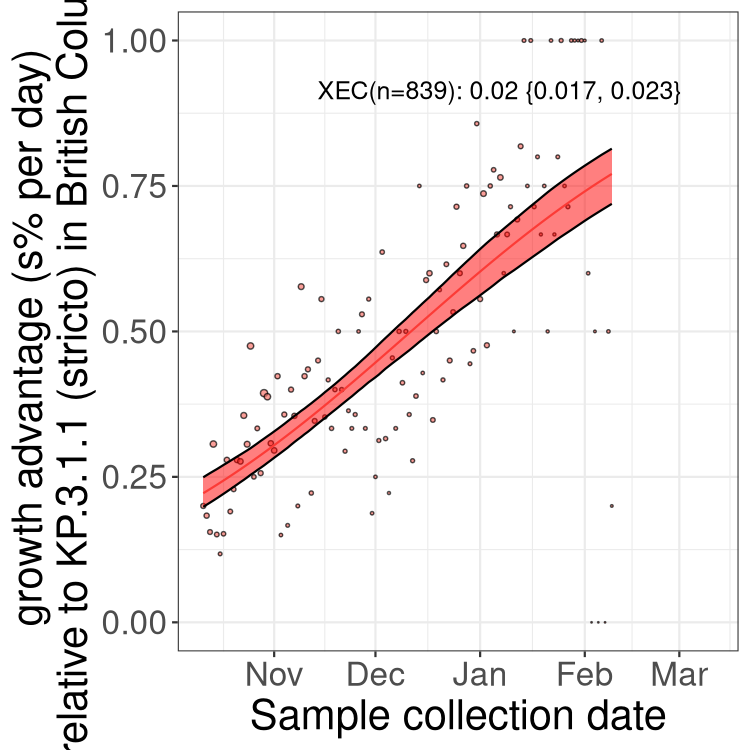 growth advantage (s% per day)
relative to KP.3.1.1 (stricto) in British
1.00
0.75
0.50
0.25
0.00
XEC(n=839): 0.02 {0.017, 0.023}
Nov Dec Jan Feb Mar
Sample collection date